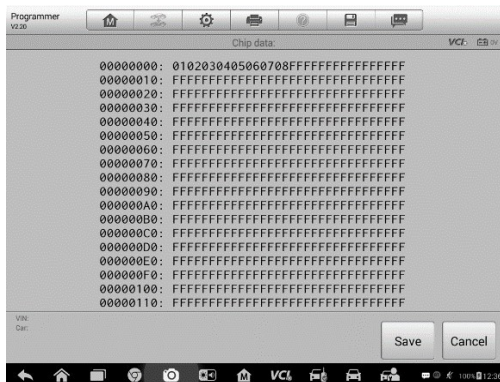 Programmer
V2.20
Chip data:
VCI
0V
00000000: 0102030405060708FFFFFFFFFFFFFFFF
00000010: FFFFFFFFFFFFFFFFFFFFFFFFFFFFFFFF
00000020: FFFFFFFFFFFFFFFFFFFFFFFFFFFFFFFF
00000030: FFFFFFFFFFFFFFFFFFFFFFFFFFFFFFFF
00000040: FFFFFFFFFFFFFFFFFFFFFFFFFFFFFFFF
00000050: FFFFFFFFFFFFFFFFFFFFFFFFFFFFFFFF
00000060: FFFFFFFFFFFFFFFFFFFFFFFFFFFFFFFF
00000070: FFFFFFFFFFFFFFFFFFFFFFFFFFFFFFFF
00000080: FFFFFFFFFFFFFFFFFFFFFFFFFFFFFFFF
00000090: FFFFFFFFFFFFFFFFFFFFFFFFFFFFFFFF
000000A0: FFFFFFFFFFFFFFFFFFFFFFFFFFFFFFFF
000000B0: FFFFFFFFFFFFFFFFFFFFFFFFFFFFFFFF
000000C0: FFFFFFFFFFFFFFFFFFFFFFFFFFFFFFFF
000000D0: FFFFFFFFFFFFFFFFFFFFFFFFFFFFFFFF
000000E0: FFFFFFFFFFFFFFFFFFFFFFFFFFFFFFFF
000000F0: FFFFFFFFFFFFFFFFFFFFFFFFFFFFFFFF
00000100: FFFFFFFFFFFFFFFFFFFFFFFFFFFFFFFF
00000110: FFFFFFFFFFFFFFFFFFFFFFFFFFFFFFFF
VIN:
Car:
Save
Cancel
VCI
100%